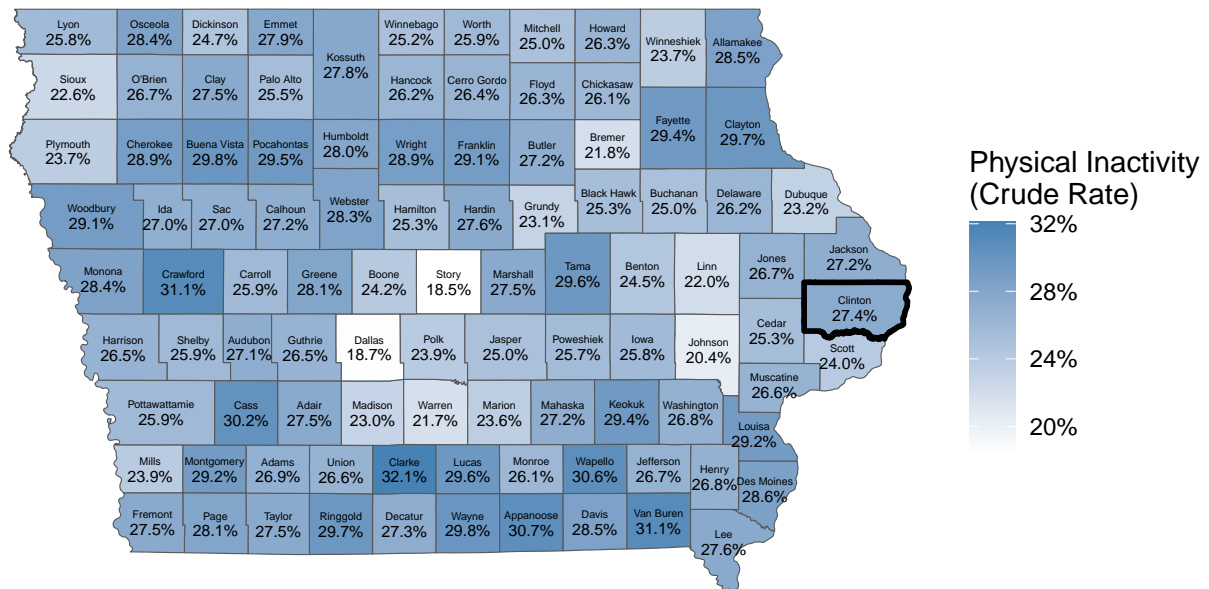 Lyon
25.8%
Osceola
28.4%
Dickinson
24.7%
Emmet
27.9%
Kossuth
27.8%
Winnebago
25.2%
Worth
25.9%
Mitchell
25.0%
Howard
26.3%
Winneshiek
23.7%
Allamakee
28.5%
Sioux
22.6%
O'Brien
26.7%
Clay
27.5%
Palo Alto
25.5%
Hancock
26.2%
Cerro Gordo
26.4%
Floyd
26.3%
Chickasaw
26.1%
Plymouth
23.7%
Cherokee
28.9%
Buena Vista
29.8%
Pocahontas
29.5%
Humboldt
28.0%
Wright
28.9%
Franklin
29.1%
Butler
27.2%
Bremer
21.8%
Fayette
29.4%
Clayton
29.7%
Woodbury
29.1%
Ida
27.0%
Sac
27.0%
Calhoun
27.2%
Webster
28.3%
Hamilton
25.3%
Hardin
27.6%
Grundy
23.1%
Black Hawk
25.3%
Buchanan
25.0%
Delaware
26.2%
Dubuque
23.2%
Monona
28.4%
Crawford
31.1%
Carroll
25.9%
Greene
28.1%
Boone
24.2%
Story
18.5%
Marshall
27.5%
Tama
29.6%
Benton
24.5%
Linn
22.0%
Jones
26.7%
Jackson
27.2%
Clinton
27.4%
Harrison
26.5%
Shelby
25.9%
Audubon
27.1%
Guthrie
26.5%
Dallas
18.7%
Polk
23.9%
Jasper
25.0%
Poweshiek
25.7%
Iowa
25.8%
Johnson
20.4%
Cedar
25.3%
Scott
24.0%
Muscatine
26.6%
Pottawattamie
25.9%
Cass
30.2%
Adair
27.5%
Madison
23.0%
Warren
21.7%
Marion
23.6%
Mahaska
27.2%
Keokuk
29.4%
Washington
26.8%
Louisa
29.2%
Mills
23.9%
Montgomery
29.2%
Adams
26.9%
Union
26.6%
Clarke
32.1%
Lucas
29.6%
Monroe
26.1%
Wapello
30.6%
Jefferson
26.7%
Henry
26.8%
Des Moines
28.6%
Fremont
27.5%
Page
28.1%
Taylor
27.5%
Ringgold
29.7%
Decatur
27.3%
Wayne
29.8%
Appanoose
30.7%
Davis
28.5%
Van Buren
31.1%
Lee
27.6%
Physical Inactivity
(Crude Rate)
32%
28%
24%
20%